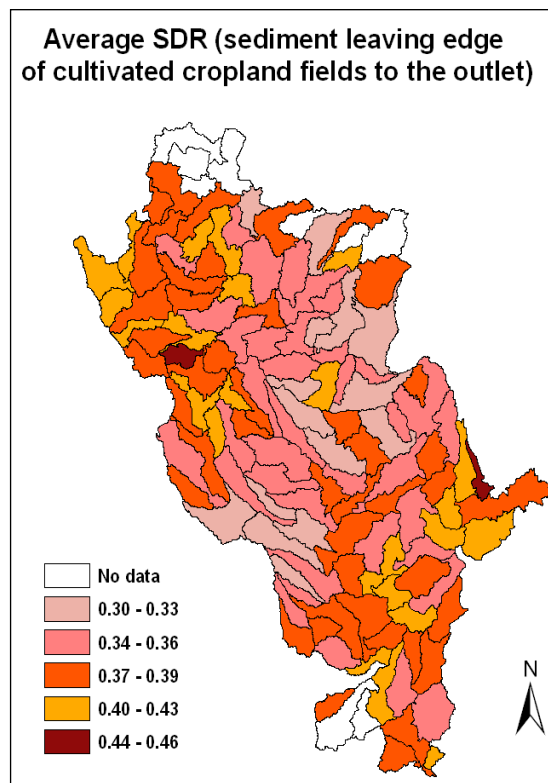 Average SDR (sediment leaving edge
of cultivated cropland fields to the outlet)
No data
0.30 - 0.33
0.34 - 0.36
0.37 - 0.39
0.40 - 0.43
0.44 - 0.46
N